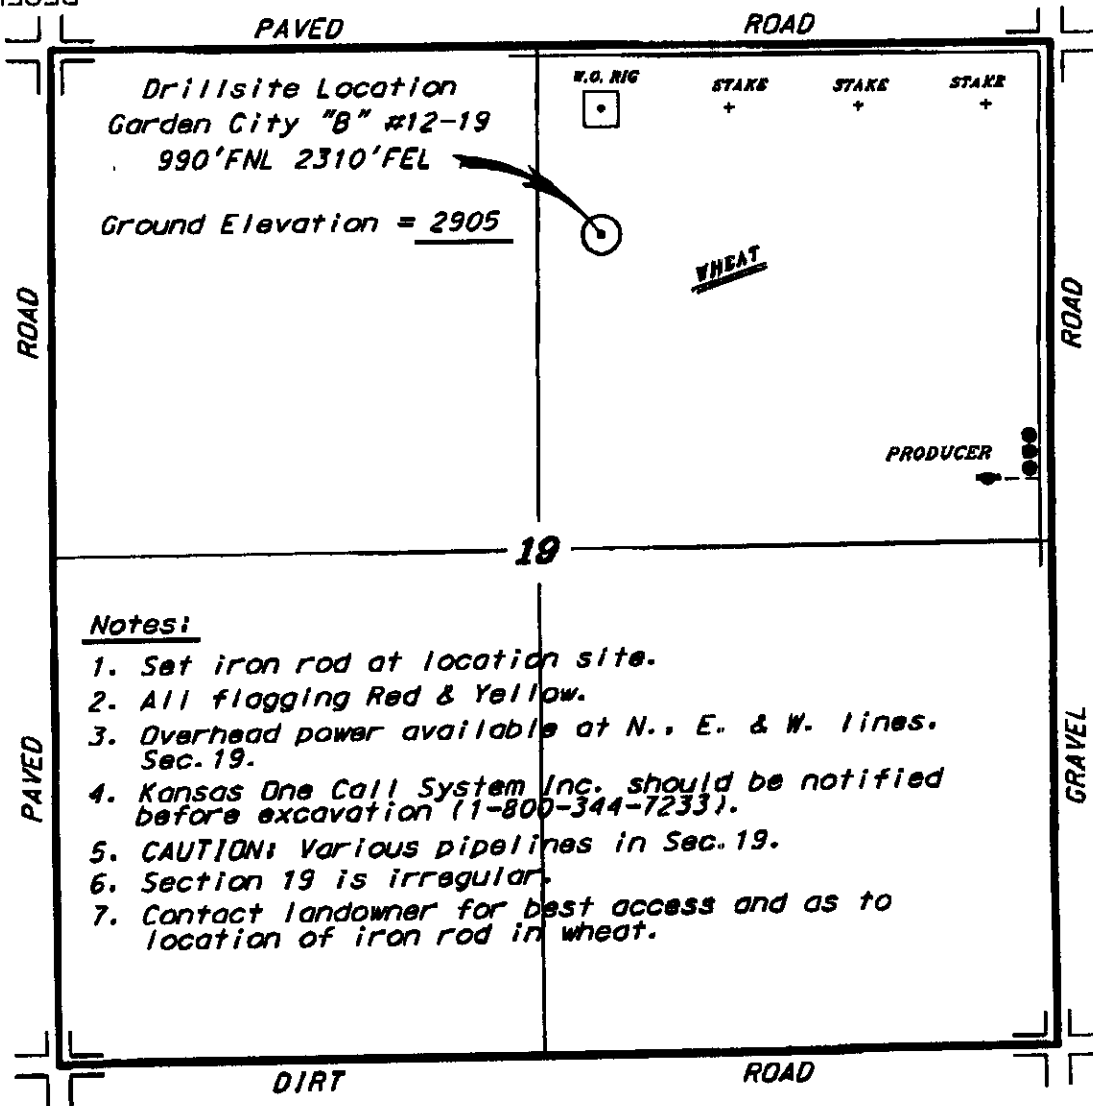 PAVED ROAD
Drillsite Location
Garden City "B" #12-19
990'FNL 2310'FEL
Ground Elevation = 2905
W.O. RIG
STAKE
STAKE
STAKE
WHEAT
ROAD
ROAD
PRODUCER
19
Notes:
1. Set iron rod at location site.
2. All flagging Red & Yellow.
3. Overhead power available at N., E. & W. lines.
Sec. 19.
4. Kansas One Call System Inc. should be notified
before excavation (1-800-344-7233).
5. CAUTION: Various pipelines in Sec. 19.
6. Section 19 is irregular.
7. Contact landowner for best access and as to
location of iron rod in wheat.
PAVED
GRAVEL
DIRT ROAD